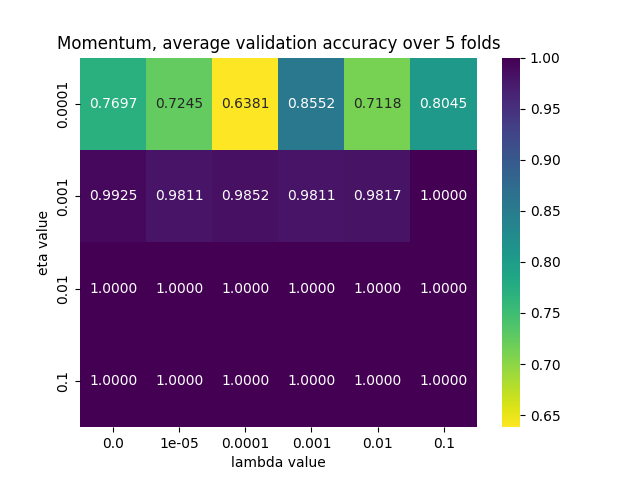 Momentum, average validation accuracy over 5 folds
0.0001 0.7697 0.7245 0.6381 0.8552 0.7118 0.8045
0.001 0.9925 0.9811 0.9852 0.9811 0.9817 1.0000
0.01 1.0000 1.0000 1.0000 1.0000 1.0000 1.0000
0.1 1.0000 1.0000 1.0000 1.0000 1.0000 1.0000
eta value
0.0 1e-05 0.0001 0.001 0.01 0.1
lambda value
1.00
0.95
0.90
0.85
0.80
0.75
0.70
0.65